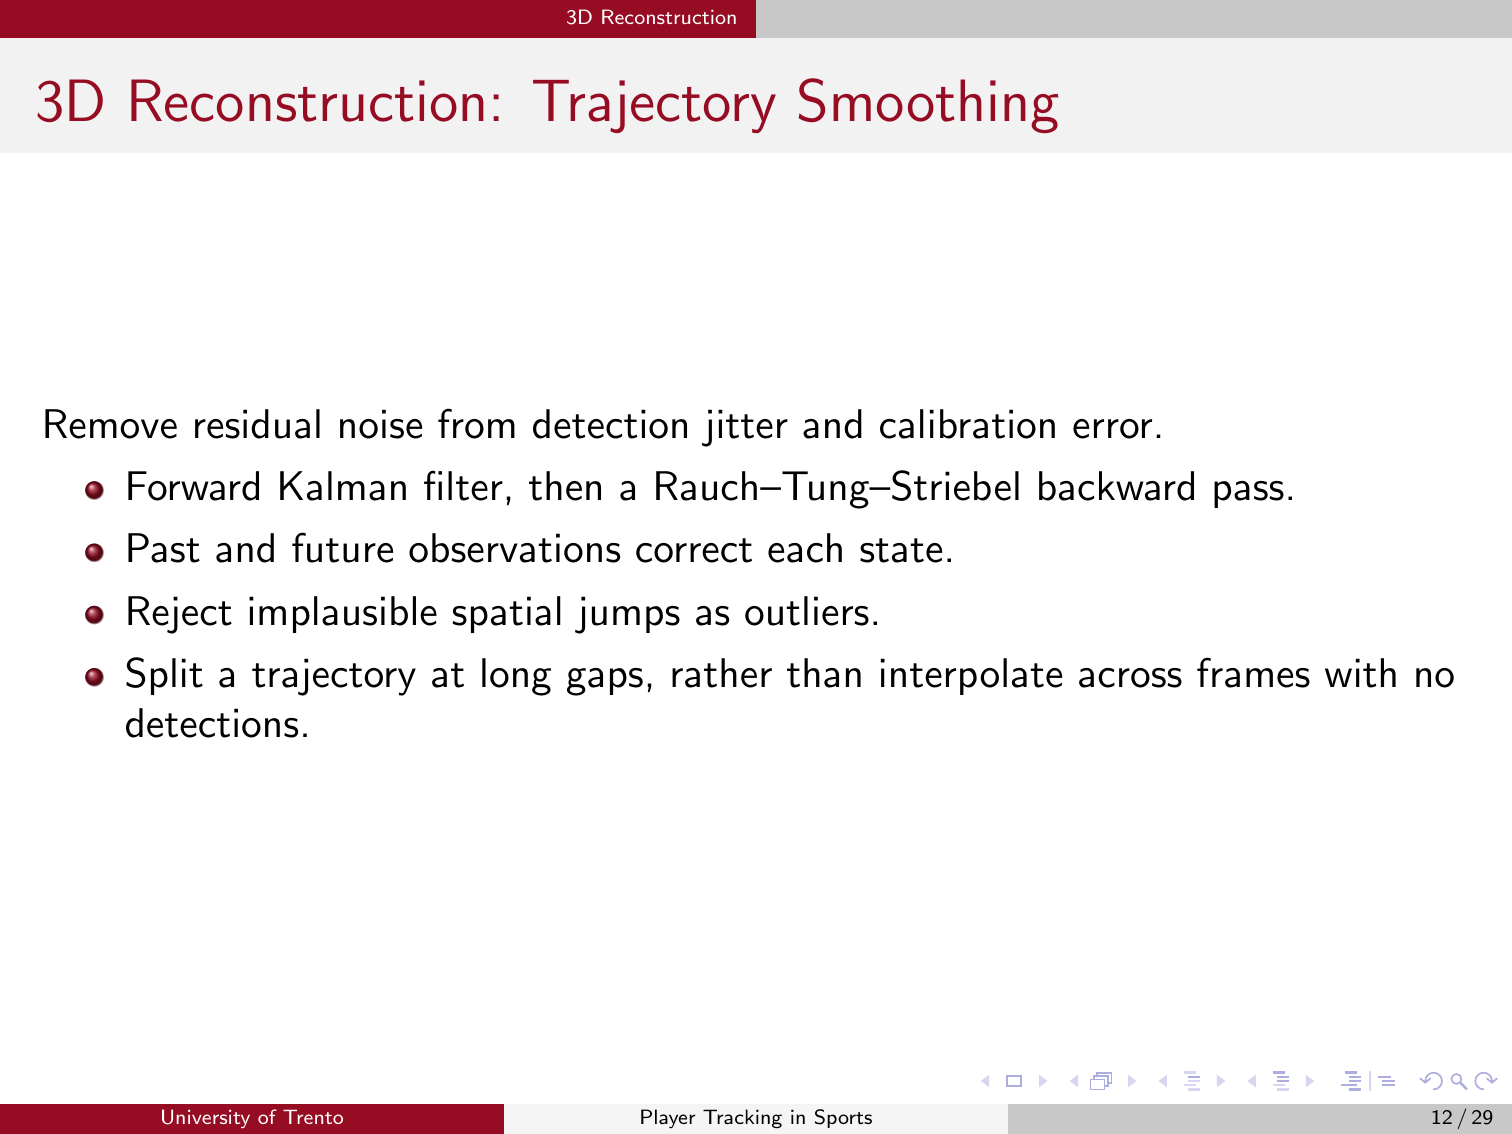 3D Reconstruction
3D Reconstruction: Trajectory Smoothing
Remove residual noise from detection jitter and calibration error.
Forward Kalman filter, then a Rauch–Tung–Striebel backward pass.
Past and future observations correct each state.
Reject implausible spatial jumps as outliers.
Split a trajectory at long gaps, rather than interpolate across frames with no
detections.
University of Trento
Player Tracking in Sports
12 / 29